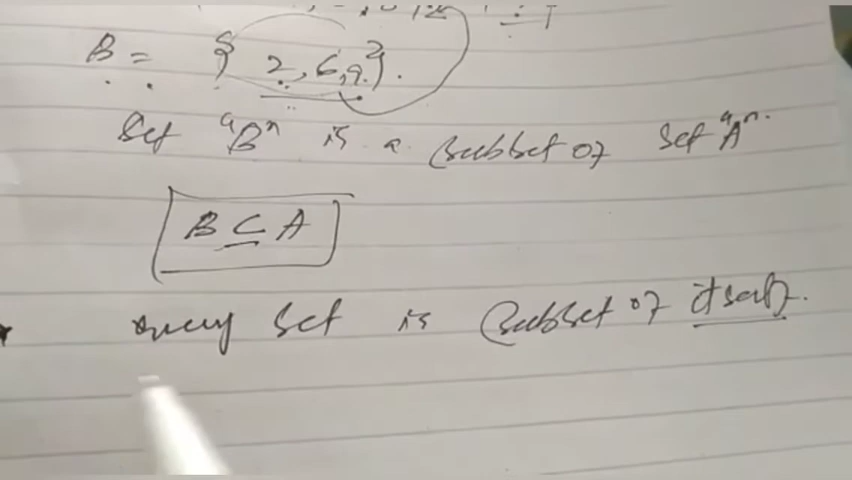 B = { 2, 6, 9 }.
Set "B" is a subset of Set "A".
B ⊆ A
every set is subset of itself.